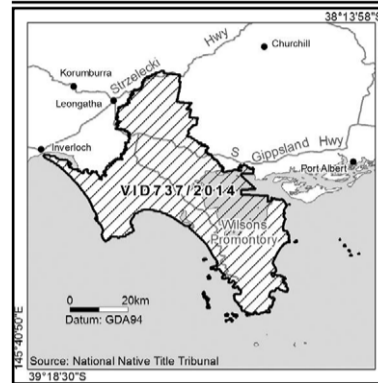 38°13'58"S
Churchill
Hwy
Korumburra
Strzelecki
Leongatha
Inverloch
S Gippsland Hwy
Port Albert
VID737/2014
Wilsons
Promontory
0 20km
Datum: GDA94
145°40'50"E
Source: National Native Title Tribunal
39°18'30"S